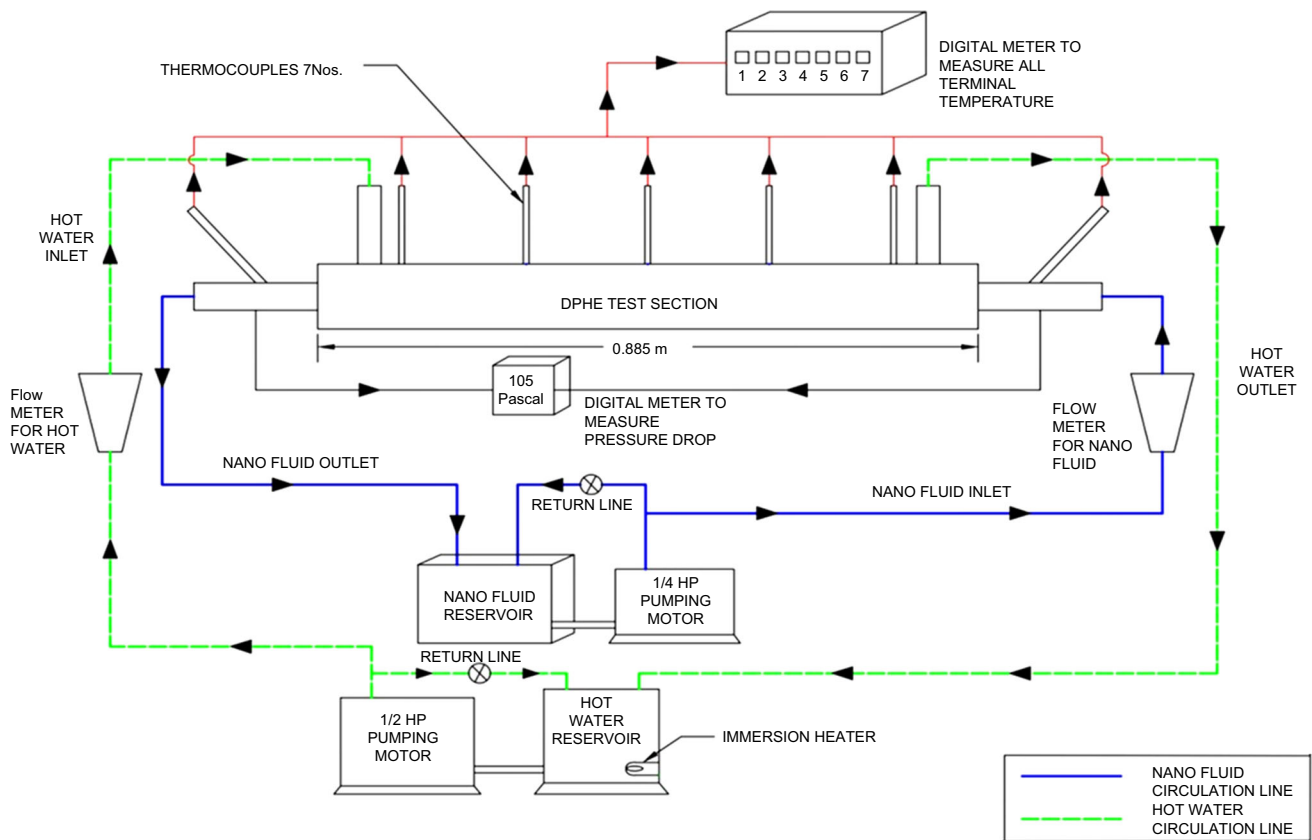 THERMOCOUPLES 7Nos.
1 2 3 4 5 6 7
DIGITAL METER TO
MEASURE ALL
TERMINAL
TEMPERATURE
HOT
WATER
INLET
DPHE TEST SECTION
0.885 m
HOT
WATER
OUTLET
Flow
METER
FOR HOT
WATER
105
Pascal
DIGITAL METER TO
MEASURE
PRESSURE DROP
FLOW
METER
FOR NANO
FLUID
NANO FLUID OUTLET
RETURN LINE
NANO FLUID INLET
NANO FLUID
RESERVOIR
1/4 HP
PUMPING
MOTOR
RETURN LINE
1/2 HP
PUMPING
MOTOR
HOT
WATER
RESERVOIR
IMMERSION HEATER
NANO FLUID
CIRCULATION LINE
HOT WATER
CIRCULATION LINE